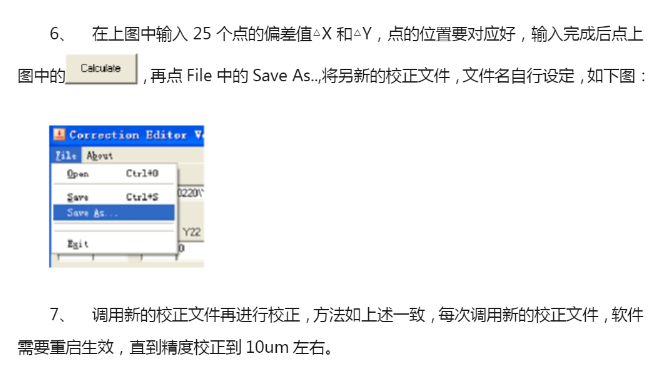 6、 在上图中输入 25 个点的偏差值△X 和△Y，点的位置要对应好，输入完成后点上
图中的 Calculate ，再点 File 中的 Save As..,将另新的校正文件，文件名自行设定，如下图：
Correction Editor V
File About
Open Ctrl+O
Save Ctrl+S
0220\
Save As...
Y22
Exit
0
7、 调用新的校正文件再进行校正，方法如上述一致，每次调用新的校正文件，软件
需要重启生效，直到精度校正到 10um 左右。